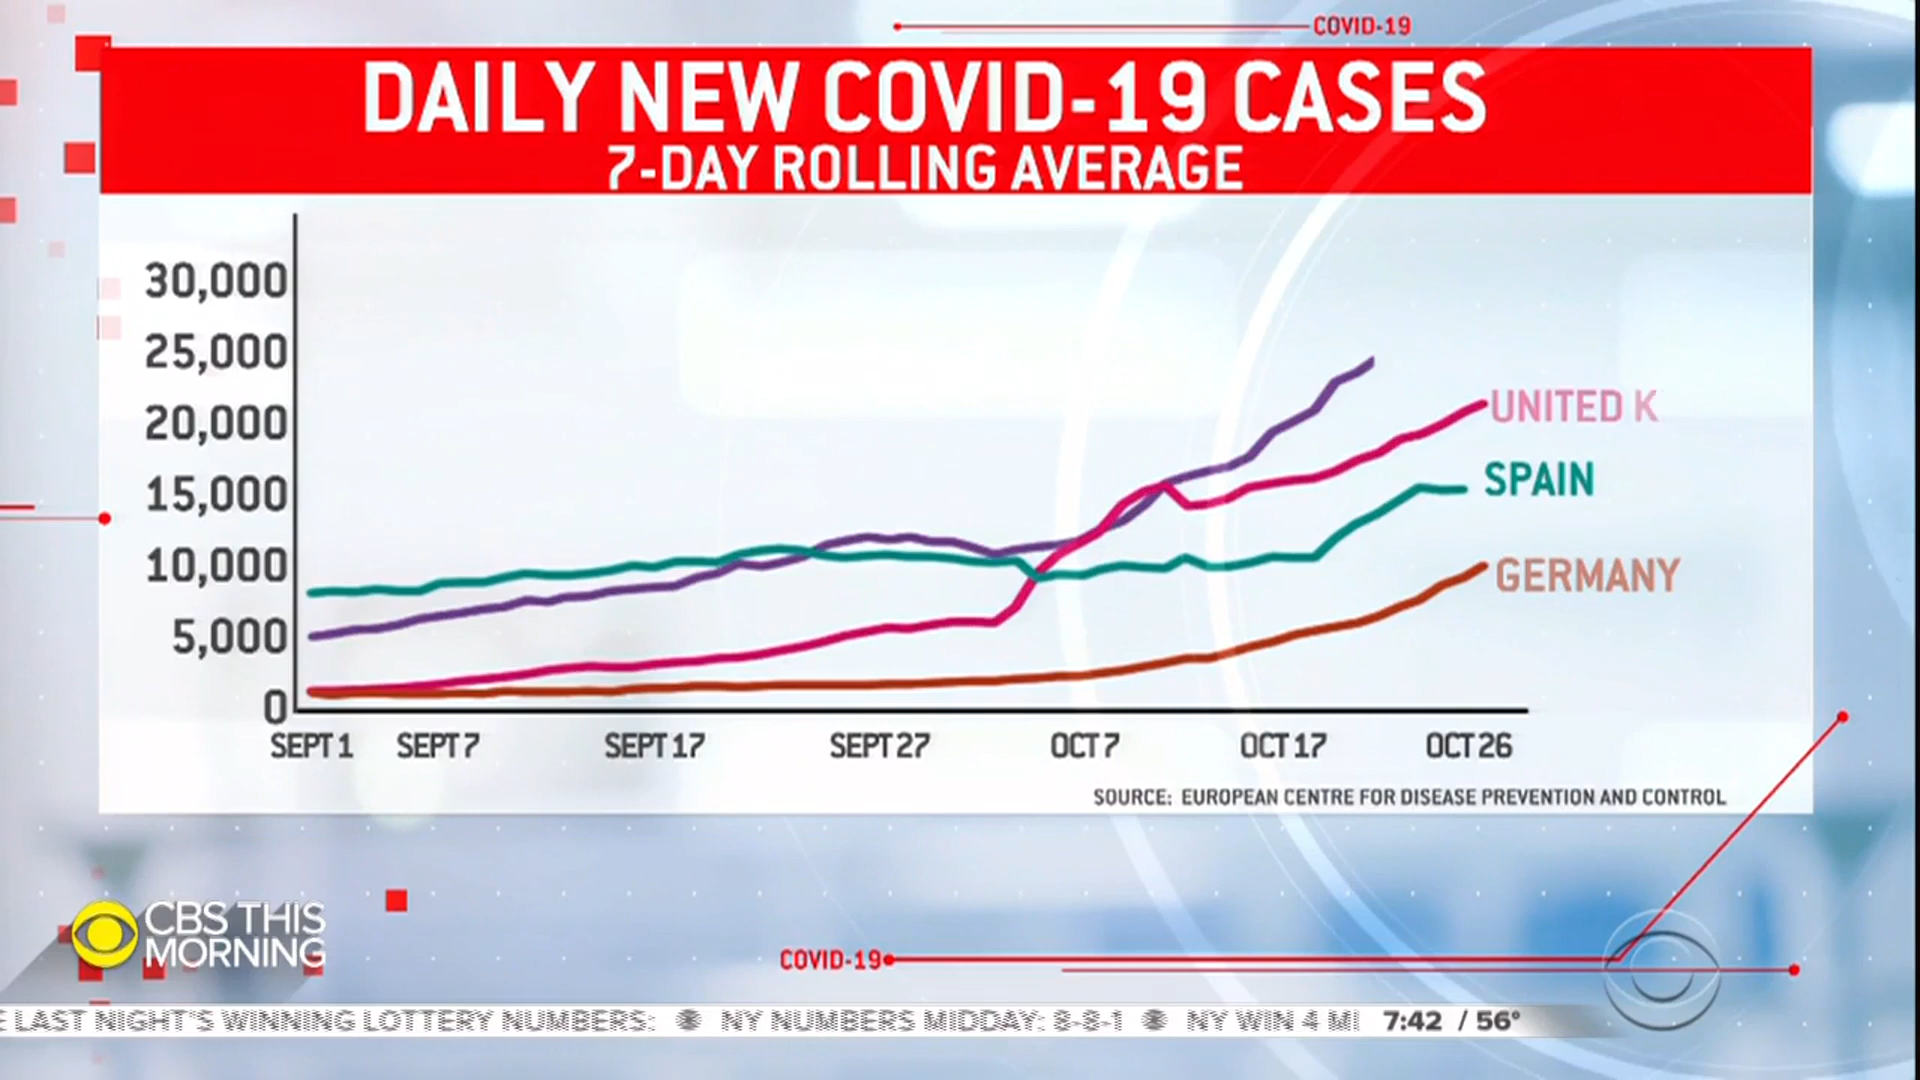 COVID-19
DAILY NEW COVID-19 CASES
7-DAY ROLLING AVERAGE
30,000
25,000
20,000
15,000
10,000
5,000
0
UNITED K
SPAIN
GERMANY
SEPT 1 SEPT 7 SEPT 17 SEPT 27 OCT 7 OCT 17 OCT 26
SOURCE: EUROPEAN CENTRE FOR DISEASE PREVENTION AND CONTROL
CBS THIS
MORNING
COVID-19
LAST NIGHT'S WINNING LOTTERY NUMBERS: NY NUMBERS MIDDAY: 8-8-1 NY WIN 4 MI 7:42 / 56°